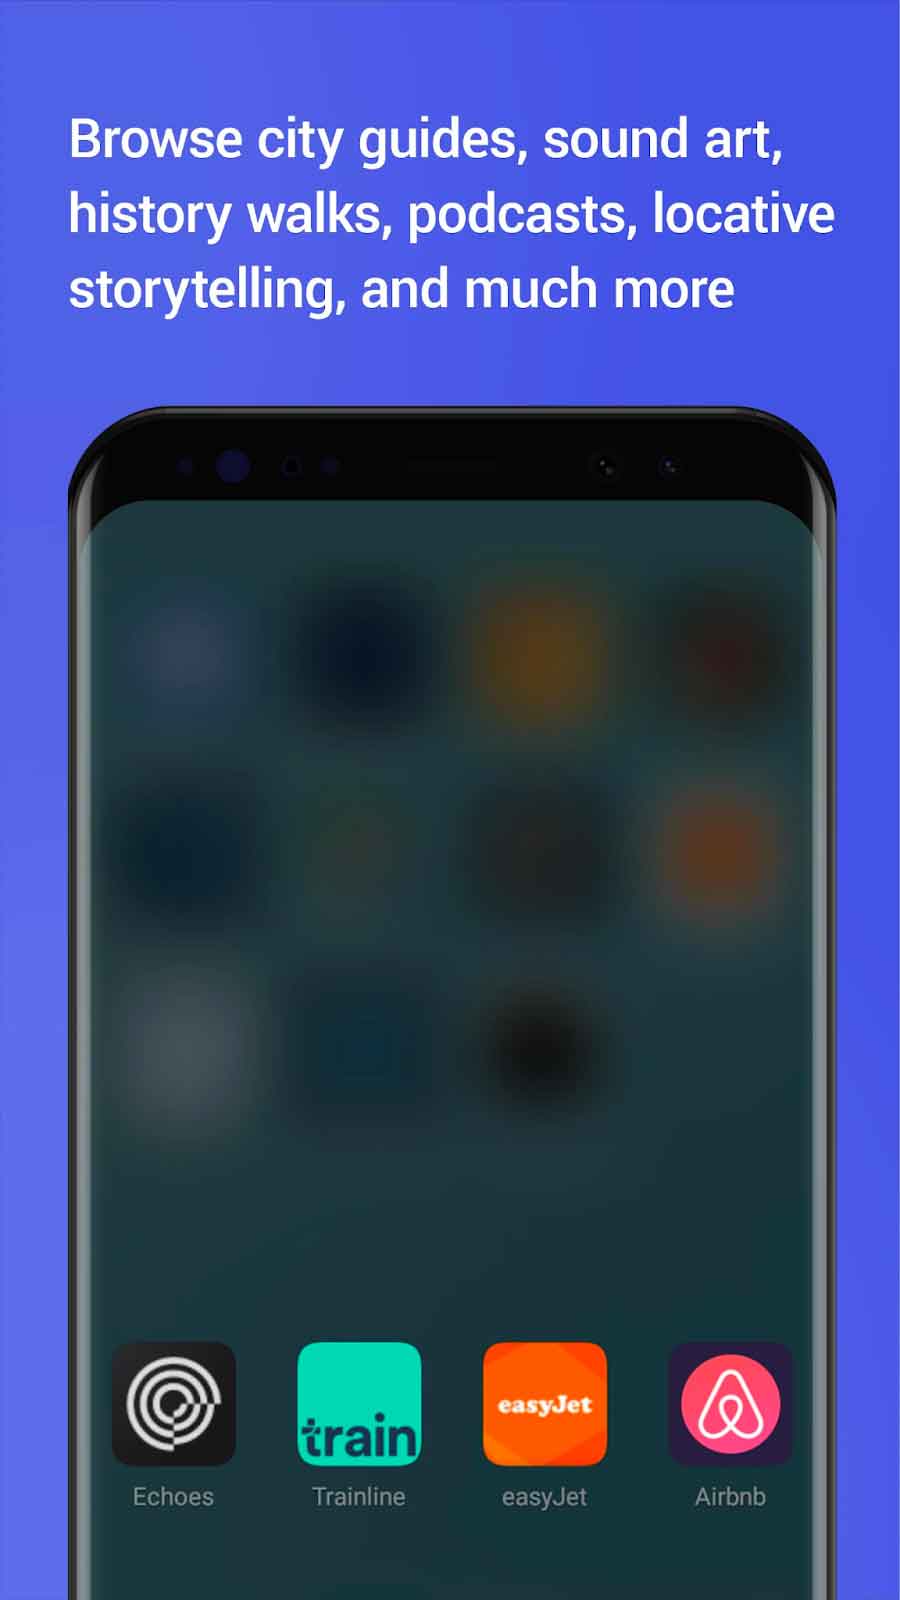 Browse city guides, sound art,
history walks, podcasts, locative
storytelling, and much more
train
easyJet
Echoes
Trainline
easyJet
Airbnb